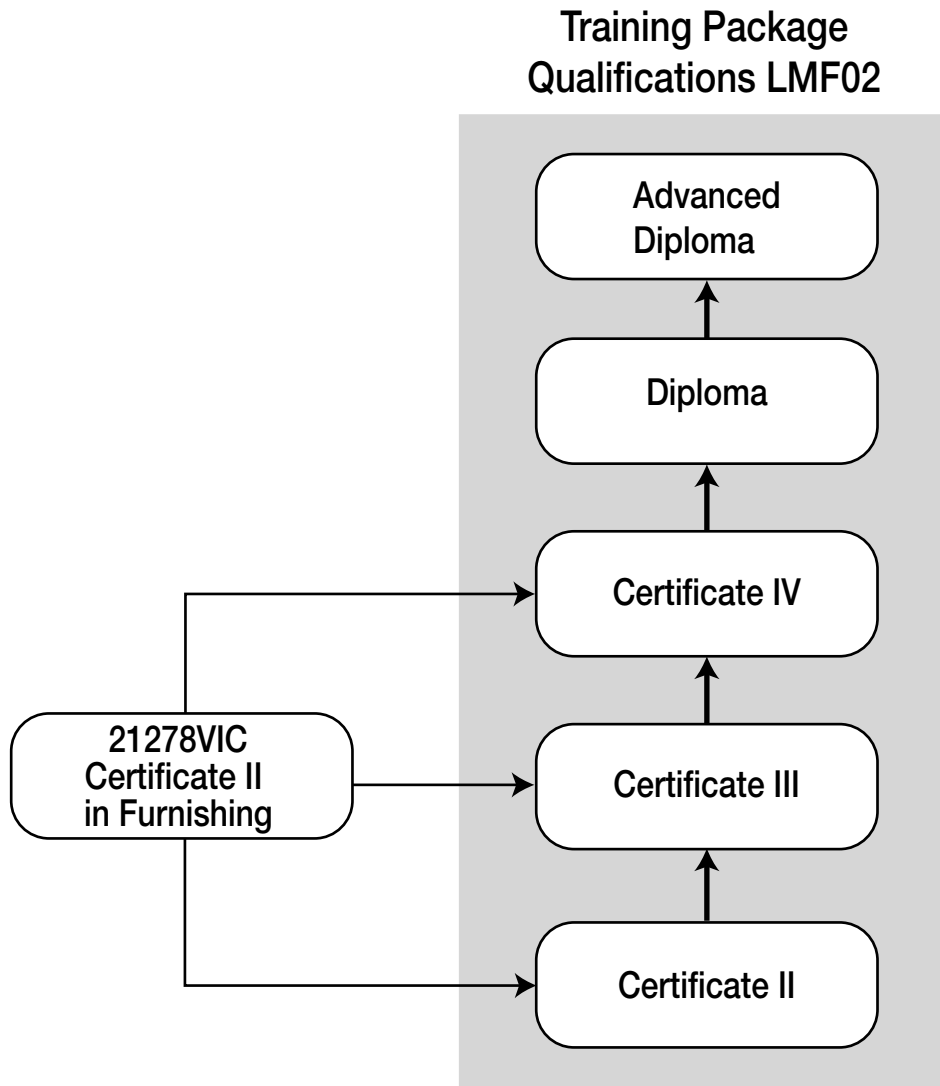 Training Package
Qualifications LMF02
Advanced
Diploma
Diploma
Certificate IV
21278VIC
Certificate II
in Furnishing
Certificate III
Certificate II